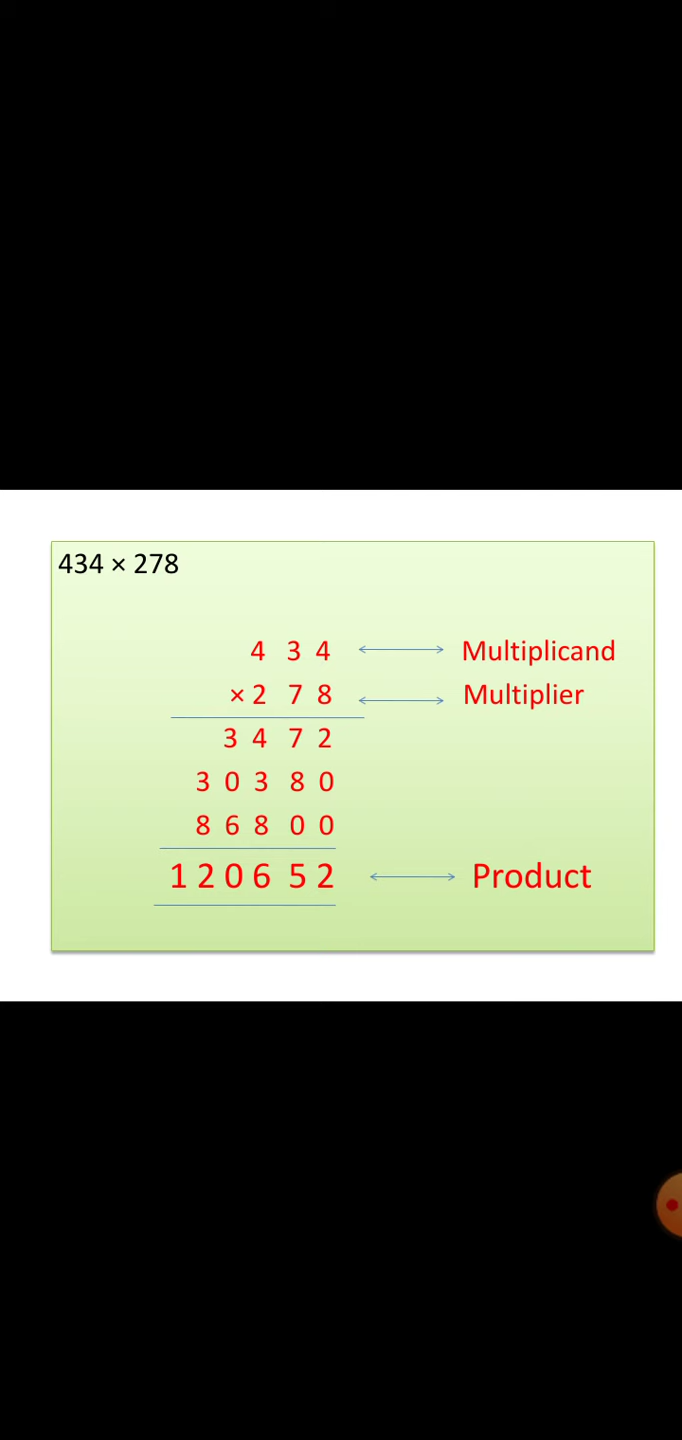 434 × 278
4 3 4 Multiplicand
×2 7 8 Multiplier
3 4 7 2
3 0 3 8 0
8 6 8 0 0
1 2 0 6 5 2 Product